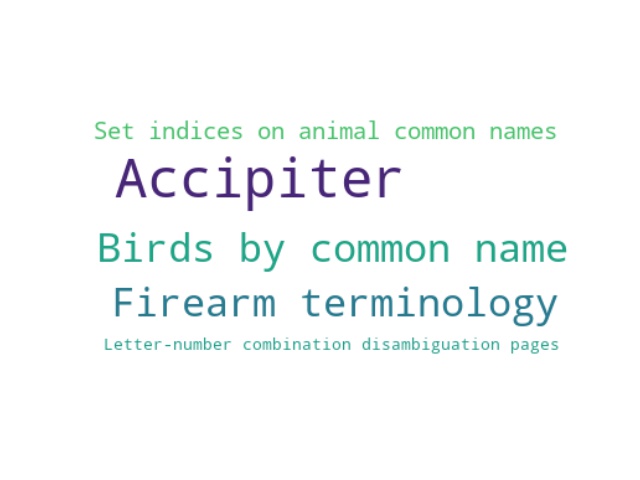 Set indices on animal common names
Accipiter
Birds by common name
Firearm terminology
Letter-number combination disambiguation pages